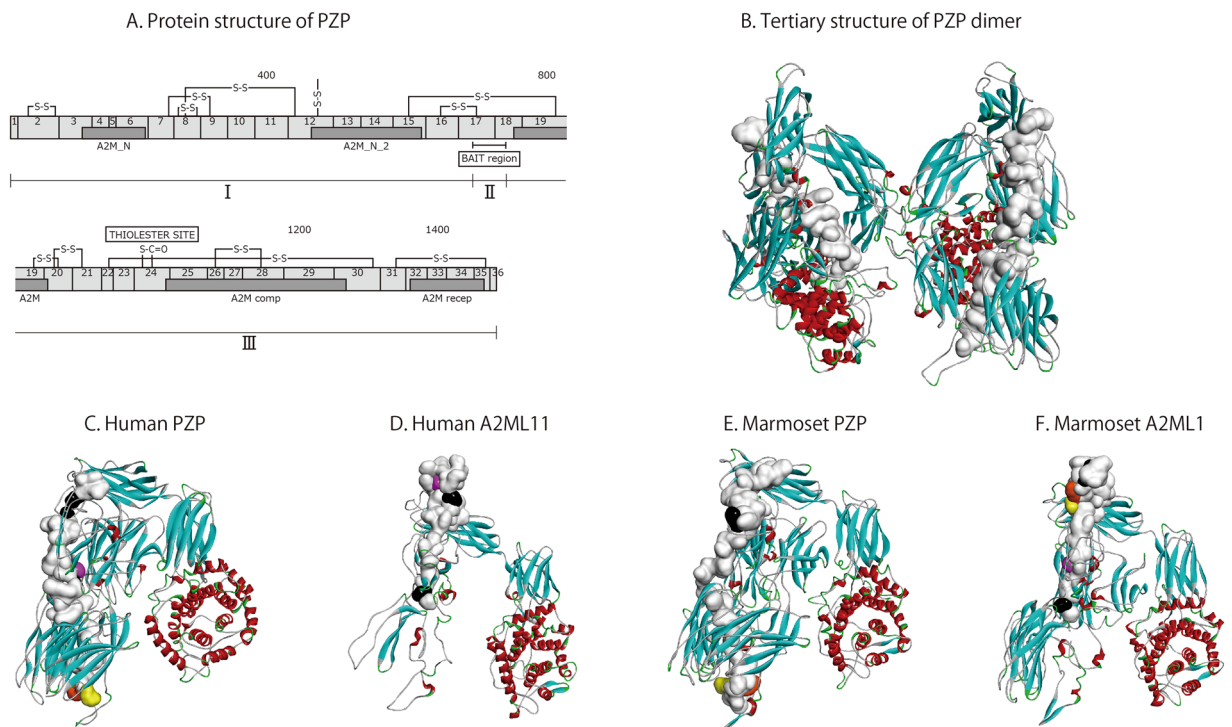 A. Protein structure of PZP
B. Tertiary structure of PZP dimer
400
800
S-S
S-S
S-S
S-S
S-S
S-S
S-S
1 2 3 4 5 6 7 8 9 10 11 12 13 14 15 16 17 18 19
A2M_N
A2M_N_2
BAIT region
I
II
THIOLESTER SITE
1200
1400
S-S
S-S
S-C=O
S-S
S-S
S-S
19 20 21 22 23 24 25 26 27 28 29 30 31 32 33 34 35 36
A2M
A2M comp
A2M recep
III
C. Human PZP
D. Human A2ML11
E. Marmoset PZP
F. Marmoset A2ML1